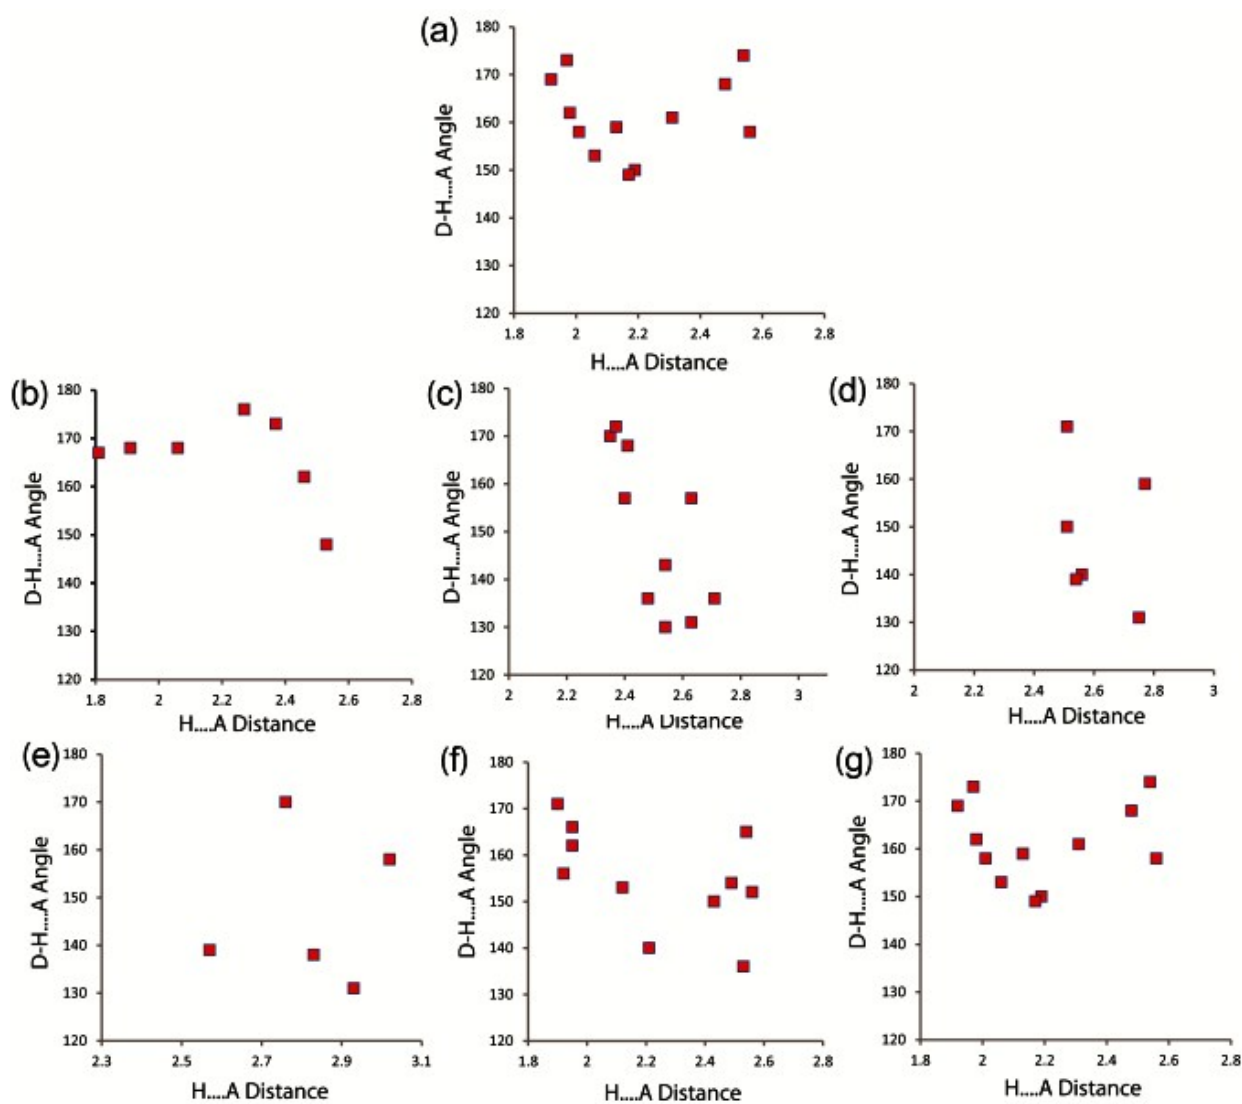 (a)
180
170
160
150
140
130
120
D-H....A Angle
1.8 2 2.2 2.4 2.6 2.8
H....A Distance
(b)
180
170
160
150
140
130
120
D-H....A Angle
1.8 2 2.2 2.4 2.6 2.8
H....A Distance
(c)
180
170
160
150
140
130
120
D-H....A Angle
2 2.2 2.4 2.6 2.8 3
H....A Distance
(d)
180
170
160
150
140
130
120
D-H....A Angle
2 2.2 2.4 2.6 2.8 3
H....A Distance
(e)
180
170
160
150
140
130
120
D-H....A Angle
2.3 2.5 2.7 2.9 3.1
H....A Distance
(f)
180
170
160
150
140
130
120
D-H....A Angle
1.8 2 2.2 2.4 2.6 2.8
H....A Distance
(g)
180
170
160
150
140
130
120
D-H....A Angle
1.8 2 2.2 2.4 2.6 2.8
H....A Distance